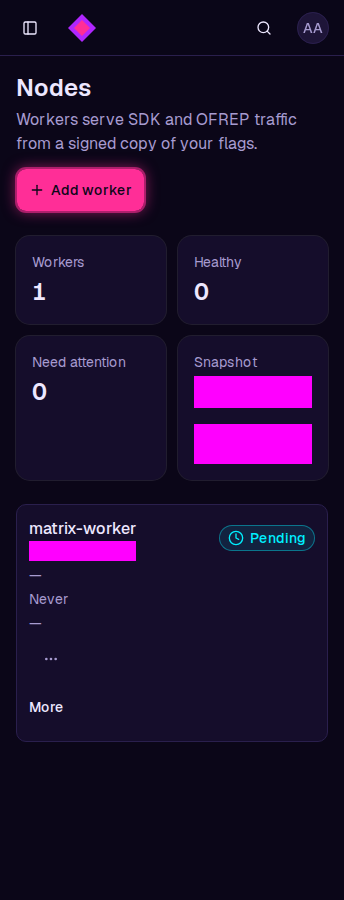 AA
Nodes
Workers serve SDK and OFREP traffic
from a signed copy of your flags.
Add worker
Workers
1
Healthy
0
Need attention
0
Snapshot
matrix-worker
Pending
—
Never
—
...
More